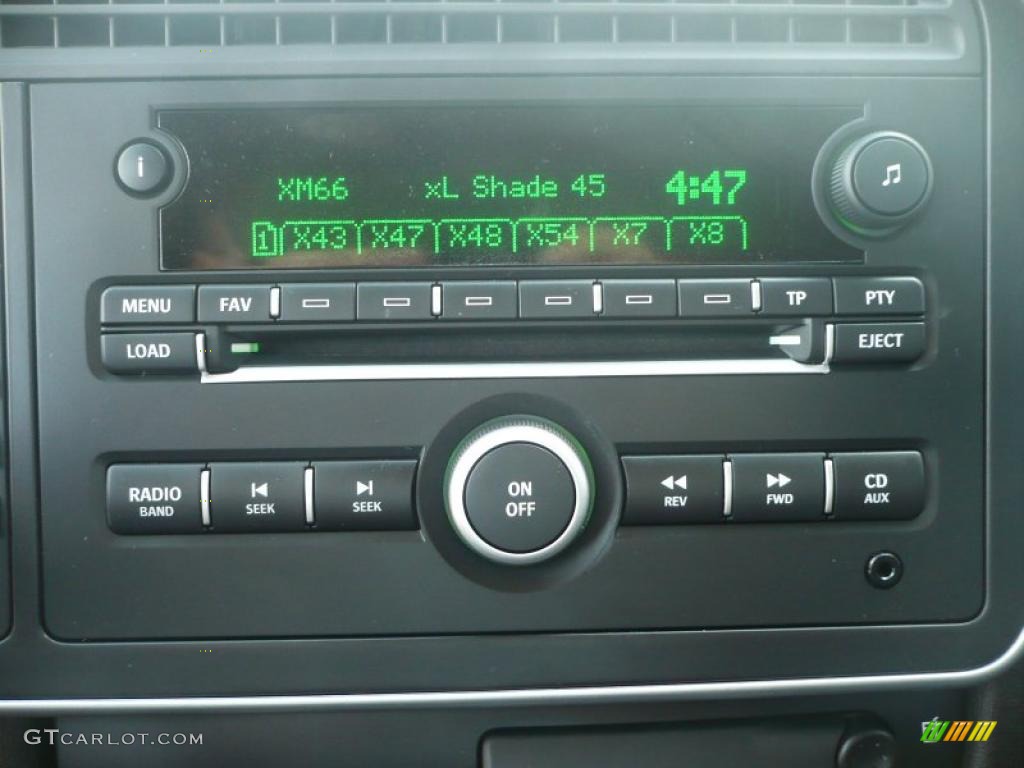 i
XM66 xL Shade 45 4:47
1 X43 X47 X48 X54 X7 X8
MENU FAV TP PTY
LOAD EJECT
RADIO
BAND
SEEK
SEEK
ON
OFF
REV
FWD
CD
AUX
GTCARLOT.COM